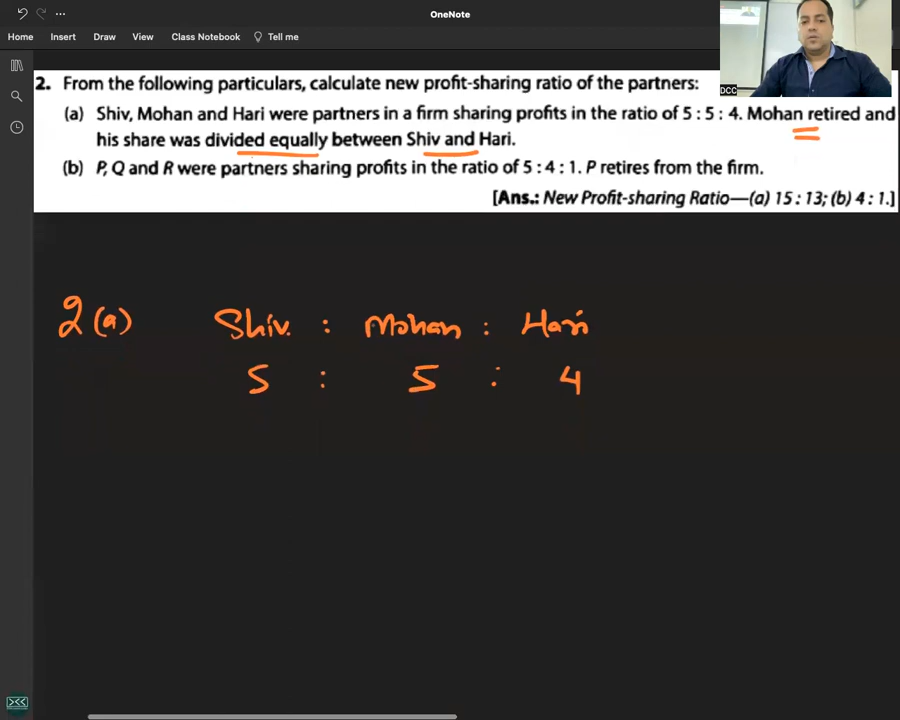 OneNote
Home Insert Draw View Class Notebook Tell me
DCC
2. From the following particulars, calculate new profit-sharing ratio of the partners:
(a) Shiv, Mohan and Hari were partners in a firm sharing profits in the ratio of 5 : 5 : 4. Mohan retired and
his share was divided equally between Shiv and Hari.
(b) P, Q and R were partners sharing profits in the ratio of 5 : 4 : 1. P retires from the firm.
[Ans.: New Profit-sharing Ratio—(a) 15 : 13; (b) 4 : 1.]
2 (a) Shiv. : Mohan : Hari
5 : 5 : 4